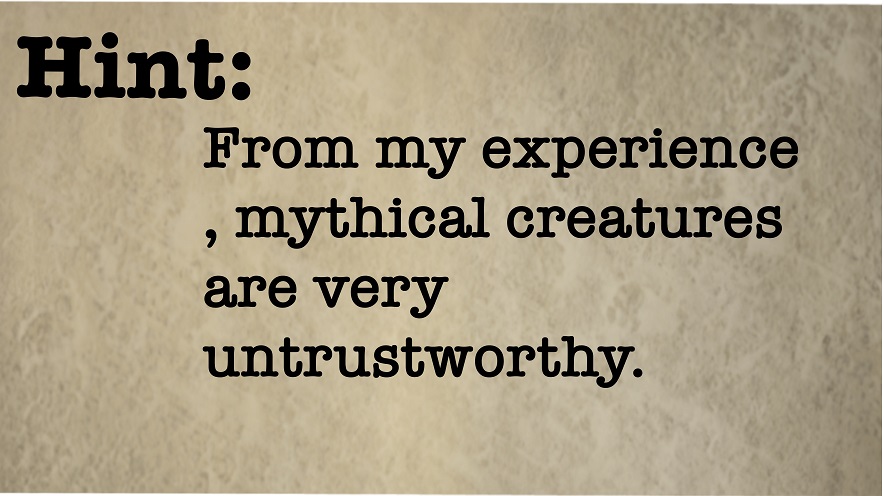 Hint:
From my experience
, mythical creatures
are very
untrustworthy.